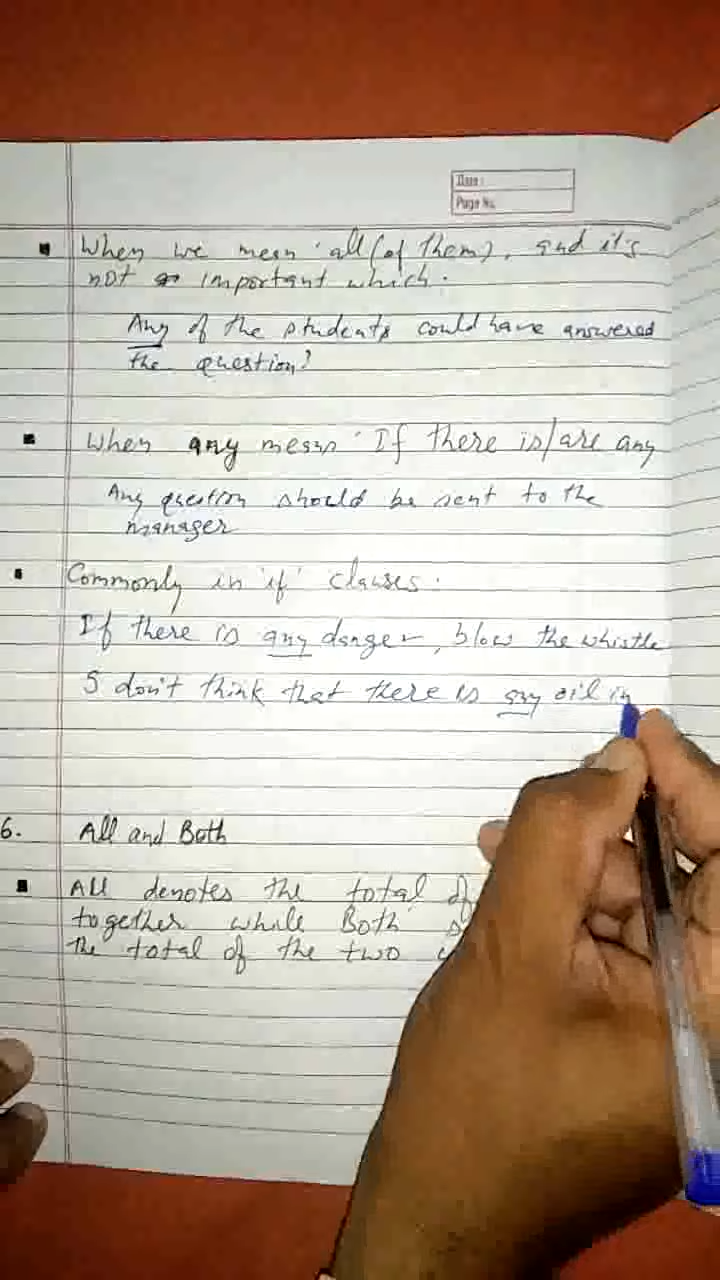 Date :
Page No.
When we mean 'all (of them), and it's
not important which.
Any of the students could have answered
the question?
When any means 'If there is/are any
Any question should be sent to the
manager
Commonly in 'if' clauses.
If there is any danger, blow the whistle
I don't think that there is any oil in
6. All and Both
All denotes the total of
together while Both
the total of the two